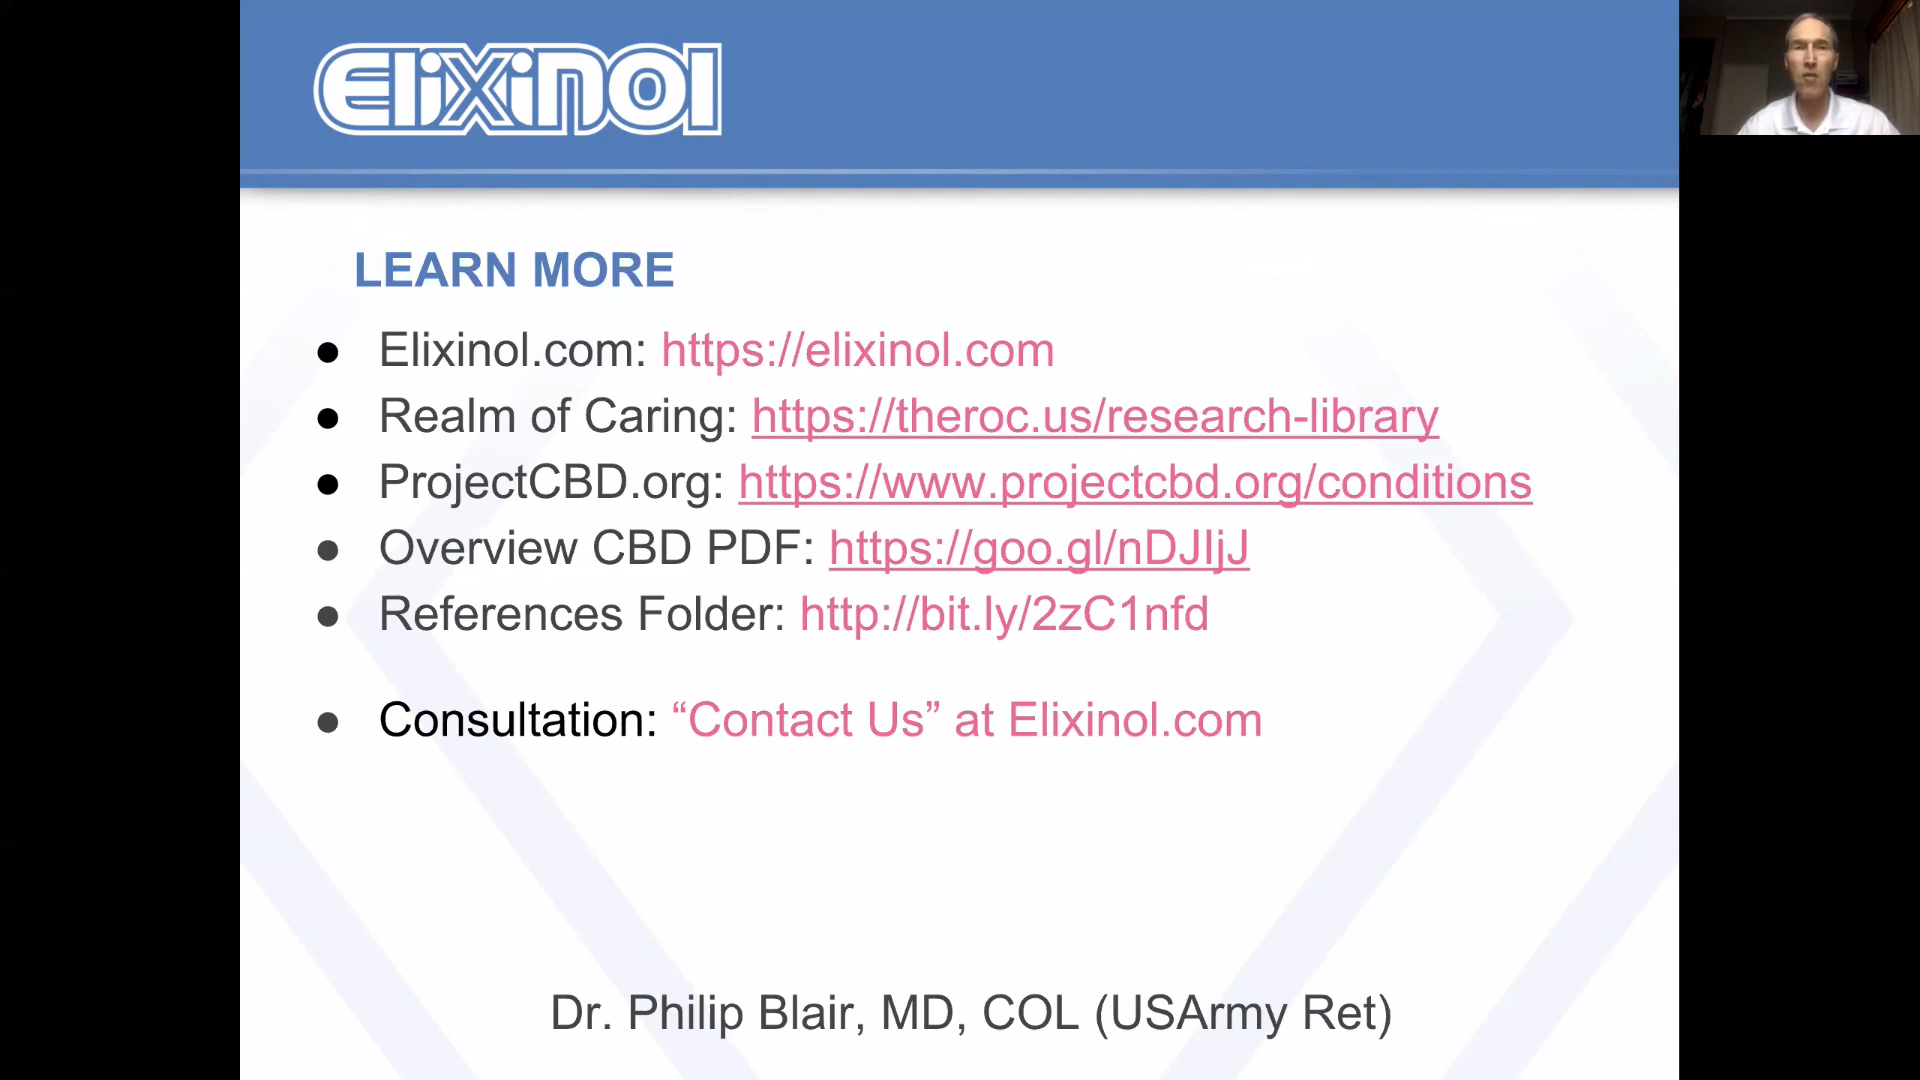 Elixinol
LEARN MORE
● Elixinol.com: https://elixinol.com
● Realm of Caring: https://theroc.us/research-library
● ProjectCBD.org: https://www.projectcbd.org/conditions
● Overview CBD PDF: https://goo.gl/nDJIjJ
● References Folder: http://bit.ly/2zC1nfd
● Consultation: “Contact Us” at Elixinol.com
Dr. Philip Blair, MD, COL (USArmy Ret)